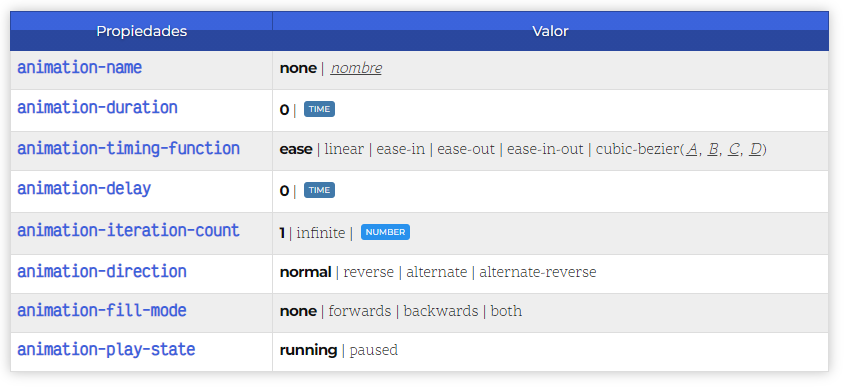 Propiedades Valor
animation-name none | nombre
animation-duration 0 | TIME
animation-timing-function ease | linear | ease-in | ease-out | ease-in-out | cubic-bezier(A, B, C, D)
animation-delay 0 | TIME
animation-iteration-count 1 | infinite | NUMBER
animation-direction normal | reverse | alternate | alternate-reverse
animation-fill-mode none | forwards | backwards | both
animation-play-state running | paused